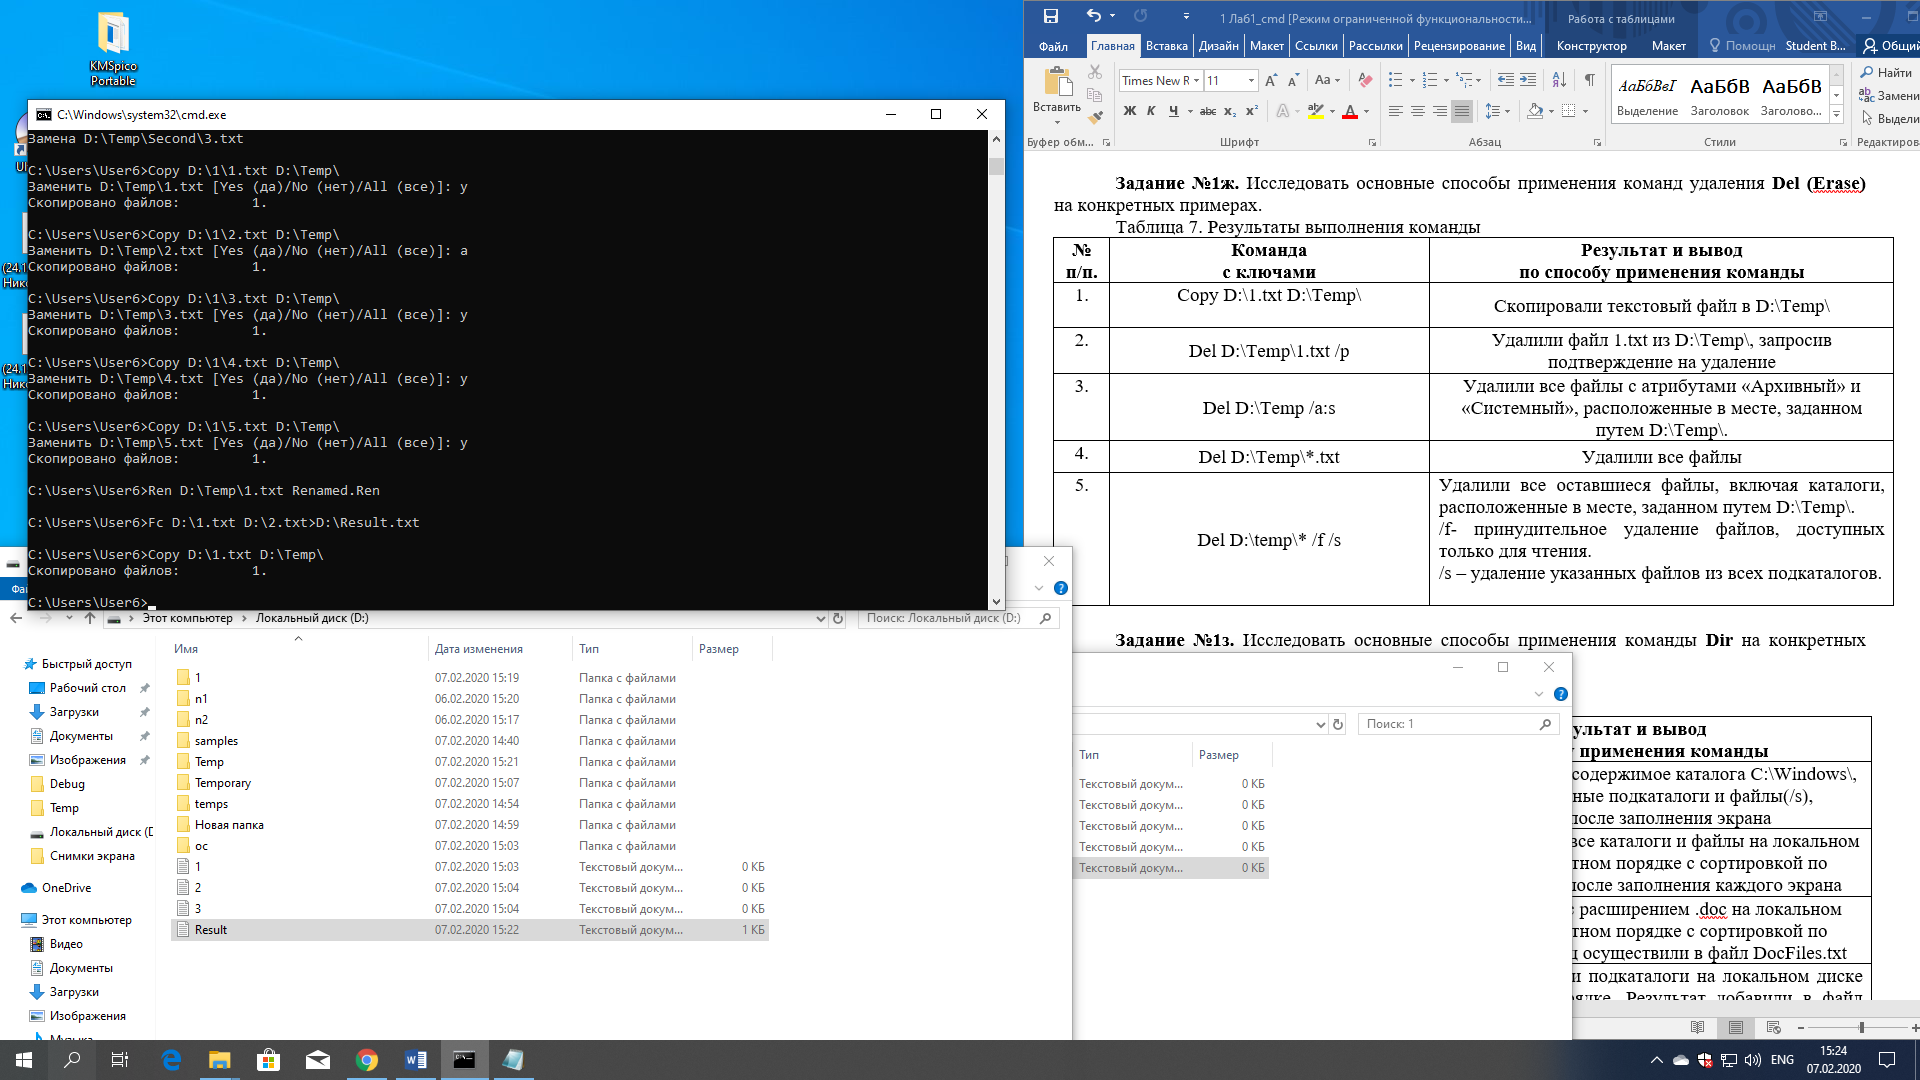 KMSpico
Portable
C:\Windows\system32\cmd.exe
Замена D:\Temp\Second\3.txt
C:\Users\User6>Copy D:\1\1.txt D:\Temp\
Заменить D:\Temp\1.txt [Yes (да)/No (нет)/All (все)]: y
Скопировано файлов: 1.
C:\Users\User6>Copy D:\1\2.txt D:\Temp\
Заменить D:\Temp\2.txt [Yes (да)/No (нет)/All (все)]: a
Скопировано файлов: 1.
C:\Users\User6>Copy D:\1\3.txt D:\Temp\
Заменить D:\Temp\3.txt [Yes (да)/No (нет)/All (все)]: y
Скопировано файлов: 1.
C:\Users\User6>Copy D:\1\4.txt D:\Temp\
Заменить D:\Temp\4.txt [Yes (да)/No (нет)/All (все)]: y
Скопировано файлов: 1.
C:\Users\User6>Copy D:\1\5.txt D:\Temp\
Заменить D:\Temp\5.txt [Yes (да)/No (нет)/All (все)]: y
Скопировано файлов: 1.
C:\Users\User6>Ren D:\Temp\1.txt Renamed.Ren
C:\Users\User6>Fc D:\1.txt D:\2.txt>D:\Result.txt
C:\Users\User6>Copy D:\1.txt D:\Temp\
Скопировано файлов: 1.
C:\Users\User6>
Этот компьютер > Локальный диск (D:)
Поиск: Локальный диск (D:)
Имя Дата изменения Тип Размер
Быстрый доступ
Рабочий стол
Загрузки
Документы
Изображения
Debug
Temp
Локальный диск (D
Снимки экрана
OneDrive
Этот компьютер
Видео
Документы
Загрузки
Изображения
Музыка
1 07.02.2020 15:19 Папка с файлами
n1 06.02.2020 15:20 Папка с файлами
n2 06.02.2020 15:17 Папка с файлами
samples 07.02.2020 14:40 Папка с файлами
Temp 07.02.2020 15:21 Папка с файлами
Temporary 07.02.2020 15:07 Папка с файлами
temps 07.02.2020 14:54 Папка с файлами
Новая папка 07.02.2020 14:59 Папка с файлами
ос 07.02.2020 15:03 Папка с файлами
1 07.02.2020 15:03 Текстовый докум... 0 КБ
2 07.02.2020 15:04 Текстовый докум... 0 КБ
3 07.02.2020 15:04 Текстовый докум... 0 КБ
Result 07.02.2020 15:22 Текстовый докум... 1 КБ
Поиск: 1
Тип Размер
Текстовый докум... 0 КБ
Текстовый докум... 0 КБ
Текстовый докум... 0 КБ
Текстовый докум... 0 КБ
Текстовый докум... 0 КБ
1 Лаб1_cmd [Режим ограниченной функциональности... Работа с таблицами
Файл Главная Вставка Дизайн Макет Ссылки Рассылки Рецензирование Вид Конструктор Макет Помощн Student B... Общий
Вставить
Times New R 11
Aa
Ж К Ч abc x₂ x²
АаБбВвГ АаБбВ АаБбВ
Выделение Заголовок Заголово...
Найти
Замени
Выдели
Буфер обм... Шрифт Абзац Стили Редактиров
Задание №1ж. Исследовать основные способы применения команд удаления Del (Erase)
на конкретных примерах.
Таблица 7. Результаты выполнения команды
№ п/п. Команда с ключами Результат и вывод по способу применения команды
1. Copy D:\1.txt D:\Temp\ Скопировали текстовый файл в D:\Temp\
2. Del D:\Temp\1.txt /p Удалили файл 1.txt из D:\Temp\, запросив
подтверждение на удаление
3. Del D:\Temp /a:s Удалили все файлы с атрибутами «Архивный» и
«Системный», расположенные в месте, заданном
путем D:\Temp\.
4. Del D:\Temp\*.txt Удалили все файлы
5. Del D:\temp\* /f /s Удалили все оставшиеся файлы, включая каталоги,
расположенные в месте, заданном путем D:\Temp\.
/f- принудительное удаление файлов, доступных
только для чтения.
/s – удаление указанных файлов из всех подкаталогов.
Задание №1з. Исследовать основные способы применения команды Dir на конкретных
ультат и вывод
применения команды
содержимое каталога C:\Windows\,
ные подкаталоги и файлы(/s),
после заполнения экрана
все каталоги и файлы на локальном
тном порядке с сортировкой по
после заполнения каждого экрана
расширением .doc на локальном
тном порядке с сортировкой по
осуществили в файл DocFiles.txt
и подкаталоги на локальном диске
рядке. Результат добавили в файл
ENG
15:24
07.02.2020